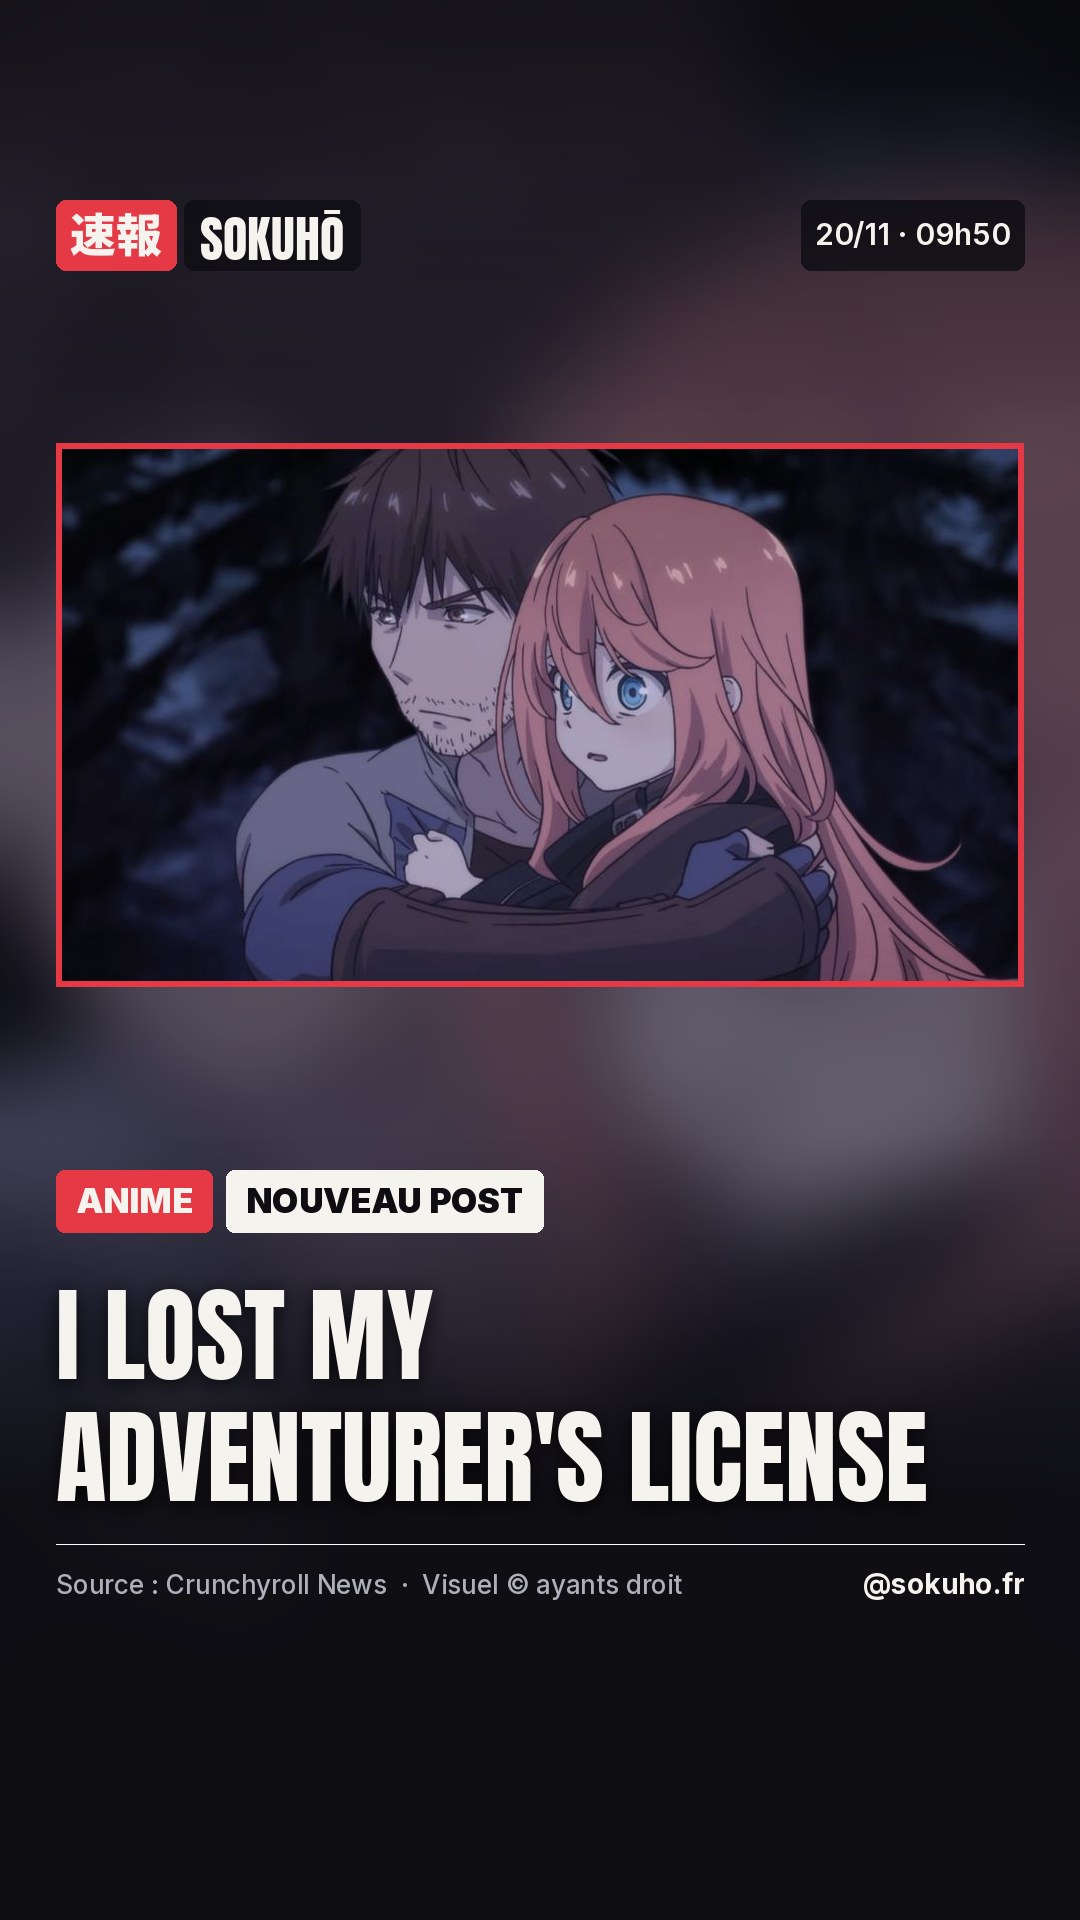 速報 SOKUHŌ
20/11 · 09h50
ANIME
NOUVEAU POST
I LOST MY
ADVENTURER'S LICENSE
Source : Crunchyroll News · Visuel © ayants droit
@sokuho.fr